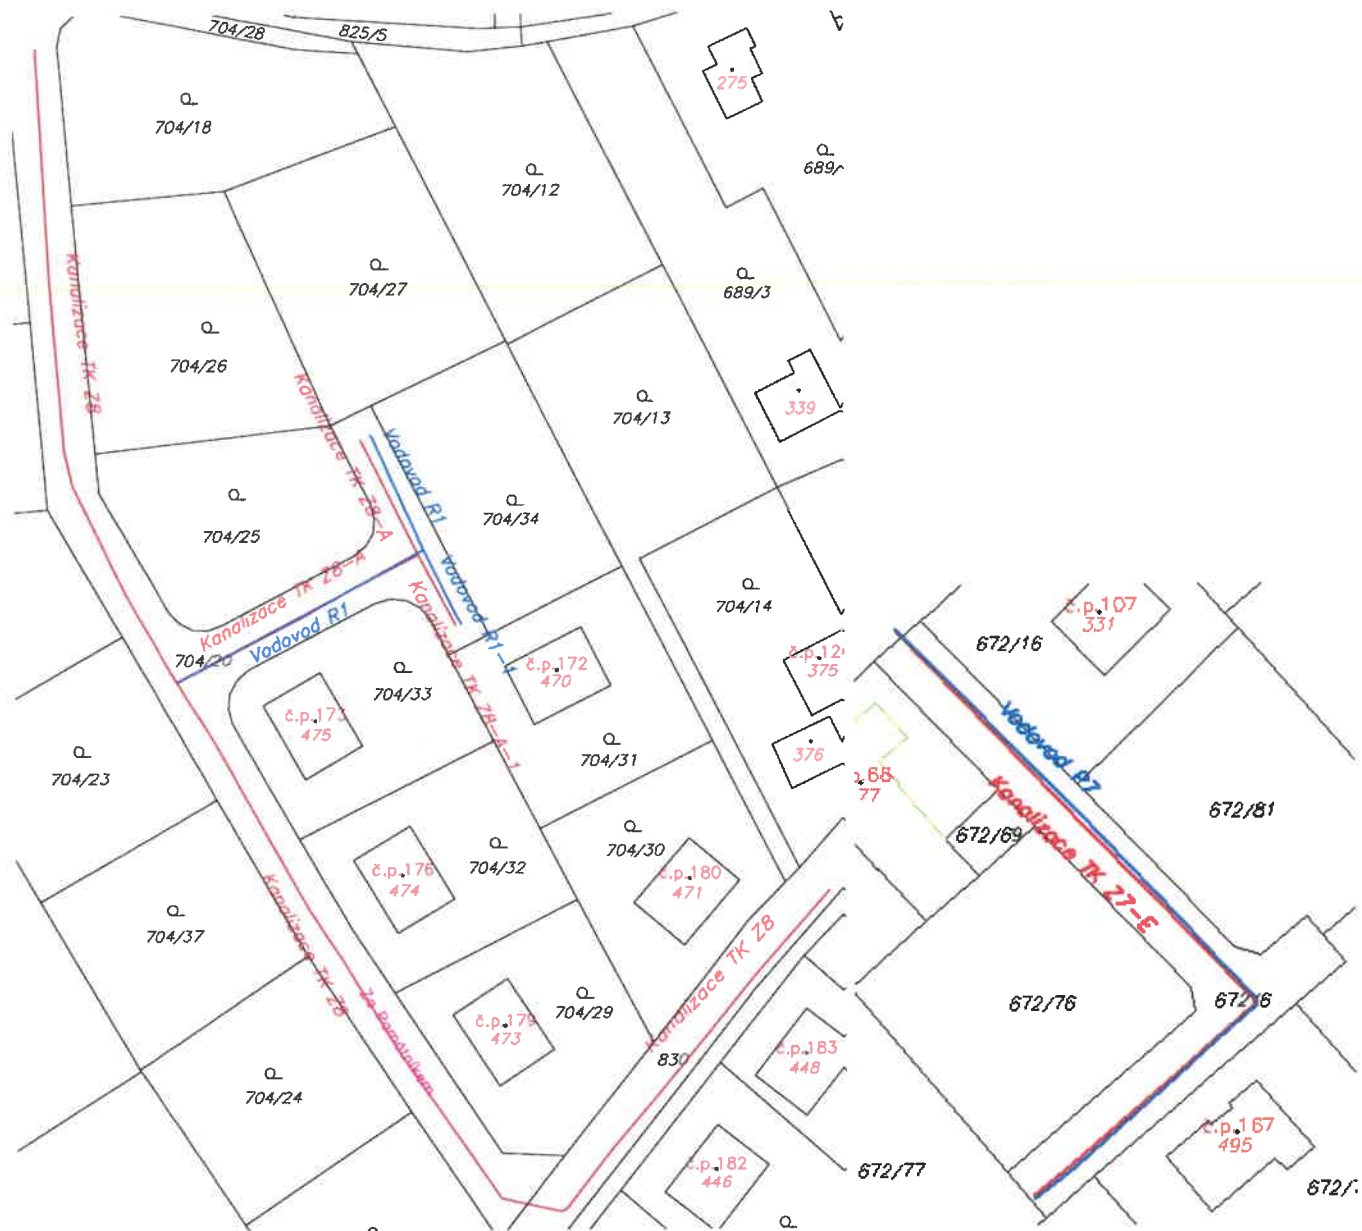 704/28
825/5
275
704/18
704/12
689/
704/27
689/3
Kanalizace TK Z8
704/26
Kanalizace TK Z8-A
704/13
339
Vodovod R1
704/25
704/34
Vodovod R1-1
Kanalizace TK Z8-A
Vodovod R1
704/20
Kanalizace TK Z8-A-1
704/14
č.p.107
331
672/16
704/33
č.p.172
470
375
č.p.173
475
Vodovod R7
704/23
704/31
376
77
Kanalizace TK Z7-E
672/81
672/69
704/30
704/32
č.p.176
474
č.p.180
471
Kanalizace TK Z8
704/37
Kanalizace TK Z8
Za Památníkem
č.p.179
473
704/29
672/76
672/6
830
č.p.183
448
704/24
č.p.167
495
č.p.182
446
672/77
672/